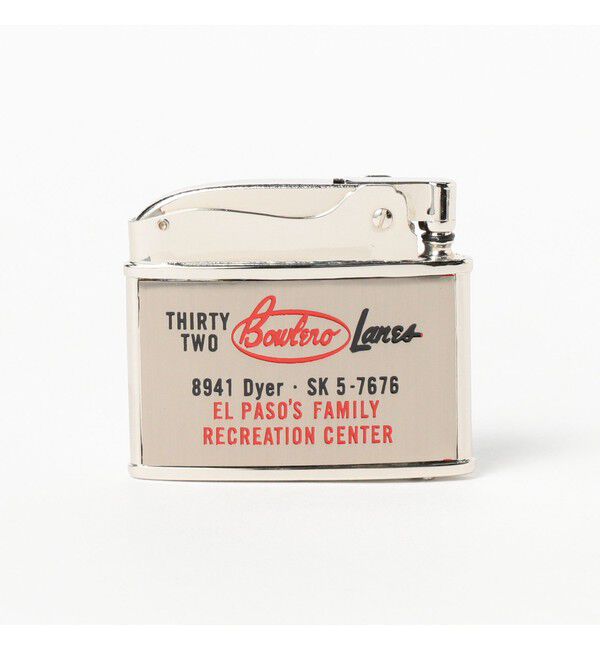 THIRTY TWO Bowlero Lanes
8941 Dyer · SK 5-7676
EL PASO'S FAMILY
RECREATION CENTER